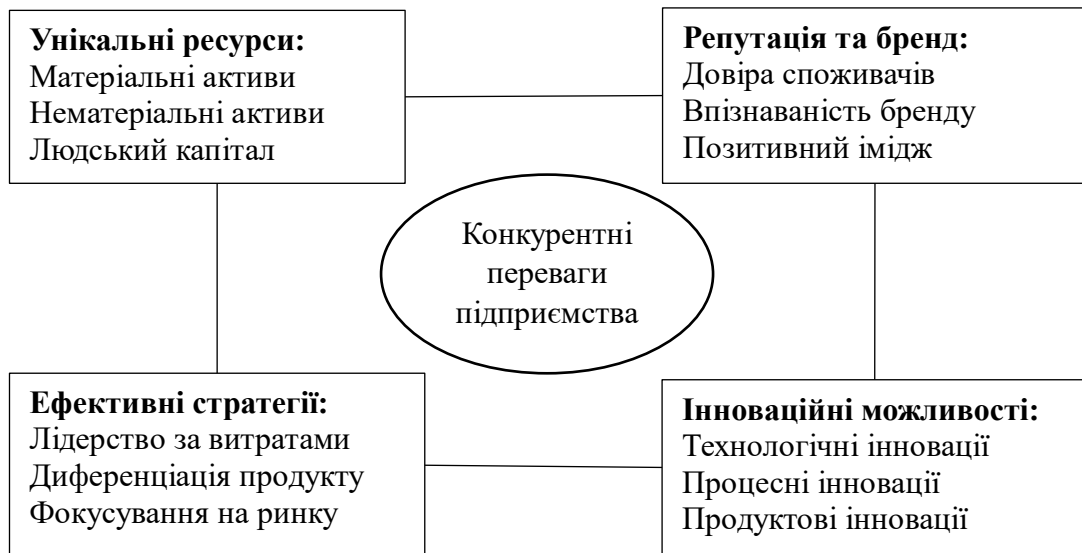 Унікальні ресурси:
Матеріальні активи
Нематеріальні активи
Людський капітал
Репутація та бренд:
Довіра споживачів
Впізнаваність бренду
Позитивний імідж
Конкурентні
переваги
підприємства
Ефективні стратегії:
Лідерство за витратами
Диференціація продукту
Фокусування на ринку
Інноваційні можливості:
Технологічні інновації
Процесні інновації
Продуктові інновації